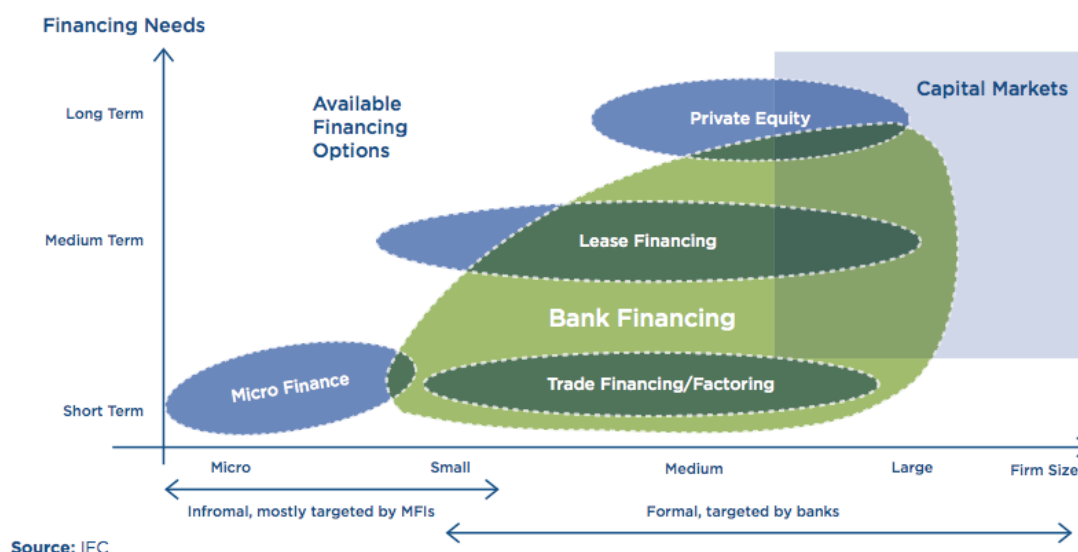 Financing Needs
Long Term
Available
Financing
Options
Private Equity
Capital Markets
Medium Term
Lease Financing
Bank Financing
Micro Finance
Trade Financing/Factoring
Short Term
Micro
Small
Medium
Large
Firm Size
Infromal, mostly targeted by MFIs
Formal, targeted by banks
Source: IFC